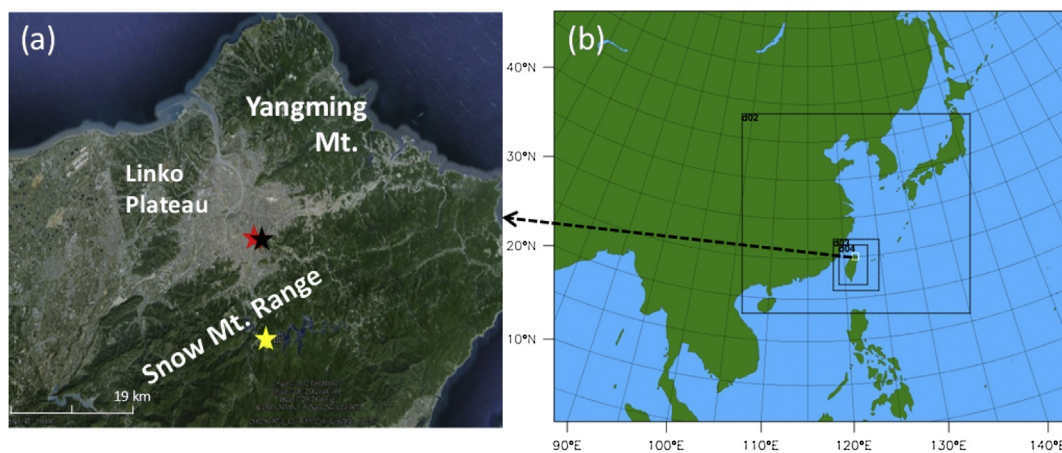 (a)
Yangming
Mt.
Linko
Plateau
Snow Mt. Range
19 km
(b)
40°N
30°N
20°N
10°N
d02
d03
d04
90°E 100°E 110°E 120°E 130°E 140°E